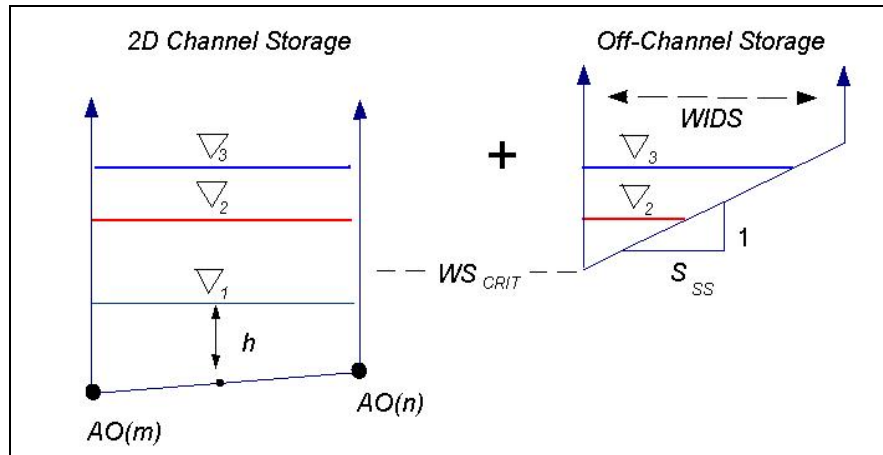 2D Channel Storage
Off-Channel Storage
WIDS
+
3
3
2
2
1
WS CRIT
1
S SS
h
AO(n)
AO(m)